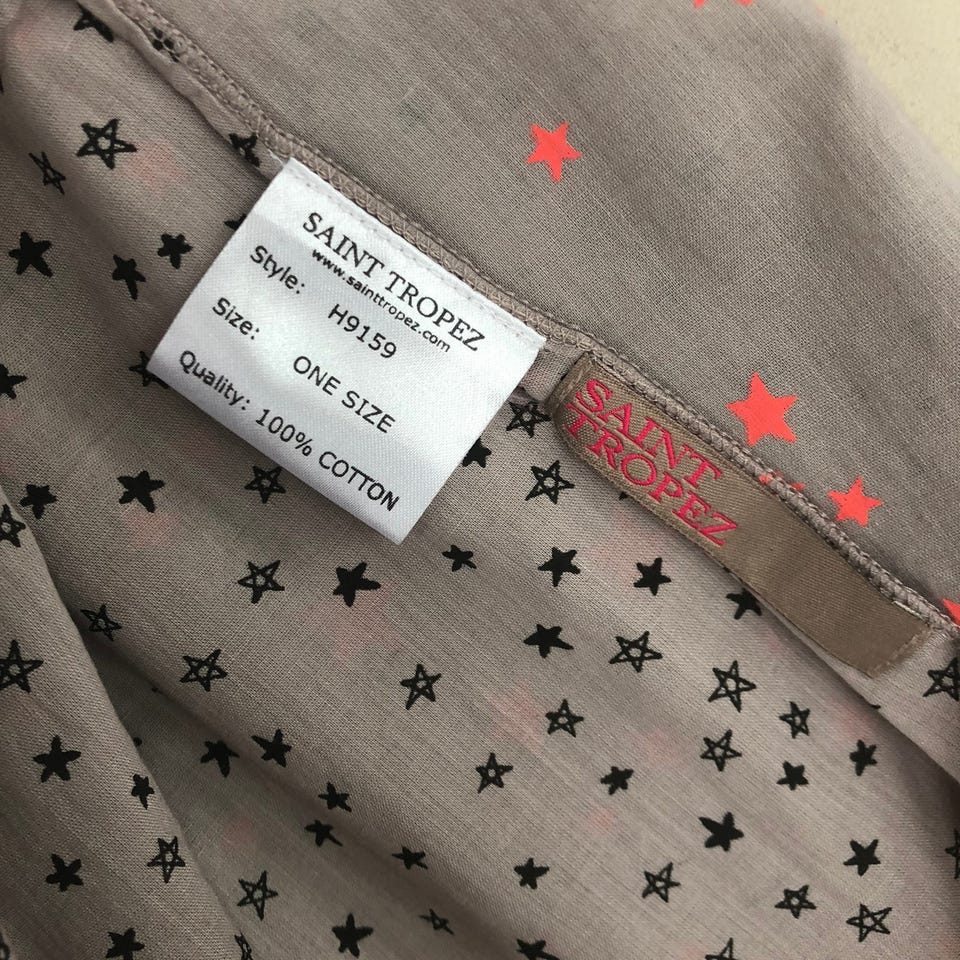 SAINT TROPEZ
www.sainttropez.com
Style: H9159
Size: ONE SIZE
Quality: 100% COTTON
SAINT
TROPEZ